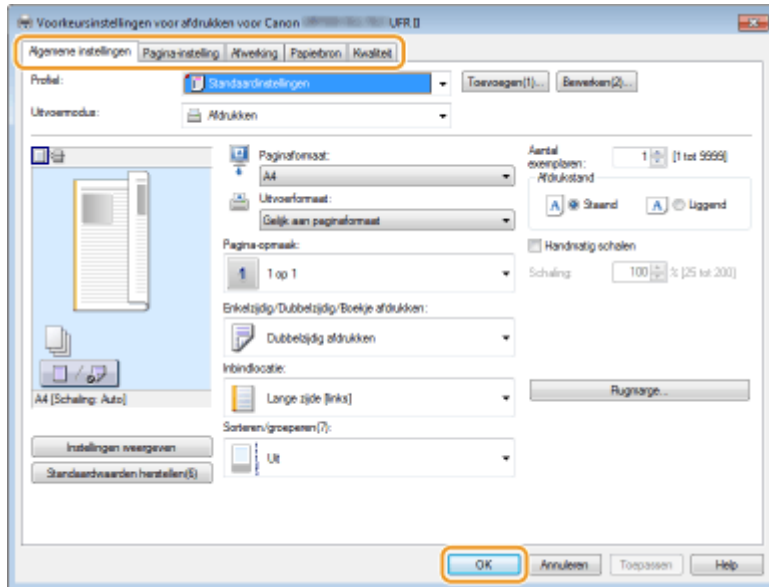 Voorkeursinstellingen voor afdrukken voor Canon UFR II
Algemene instellingen Pagina-instelling Afwerking Papierbron Kwaliteit
Profiel: Standaardinstellingen Toevoegen(1)... Bewerken(2)...
Uitvoermodus: Afdrukken
Paginaformaat:
A4
Uitvoerformaat:
Gelijk aan paginaformaat
Pagina-opmaak:
1 1 op 1
Enkelzijdig/Dubbelzijdig/Boekje afdrukken:
Dubbelzijdig afdrukken
Inbindlocatie:
Lange zijde [links]
Sorteren/groeperen(7):
Uit
Aantal
exemplaren: 1 [1 tot 9999]
Afdrukstand
A Staand A Liggend
Handmatig schalen
Schaling: 100 % [25 tot 200]
Rugmarge...
A4 [Schaling: Auto]
Instellingen weergeven
Standaardwaarden herstellen(6)
OK Annuleren Toepassen Help